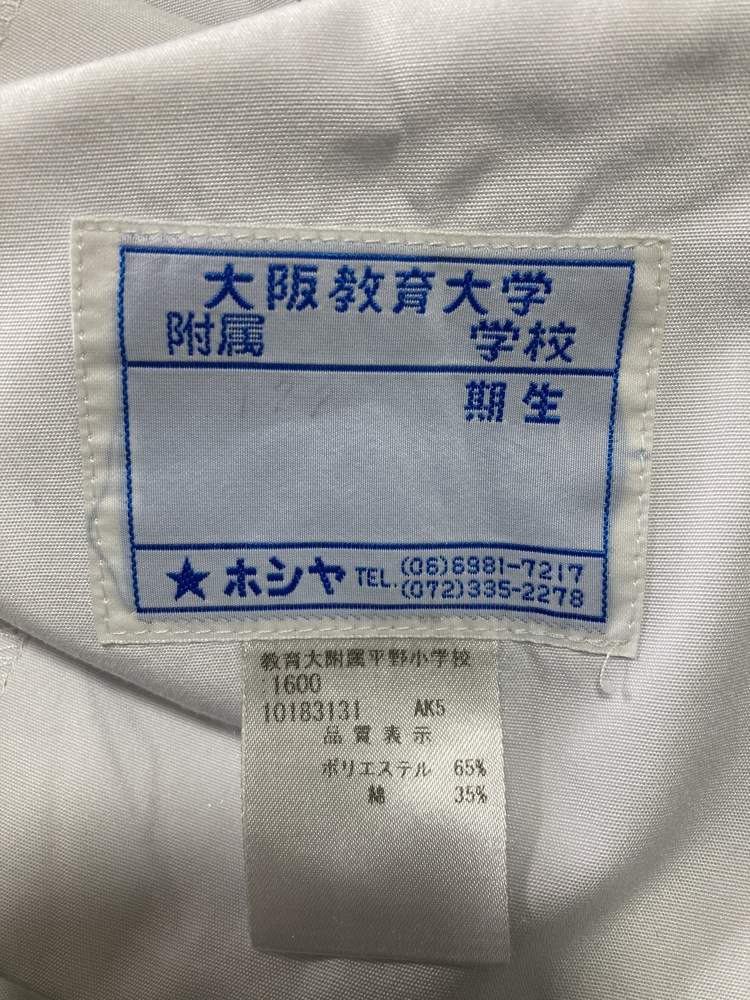 大阪教育大学
附属 学校
期生
★ホシヤ TEL. (06)6981-7217
(072)335-2278
教育大附属平野小学校
:1600
10183131 AK5
品質表示
ポリエステル 65%
綿 35%